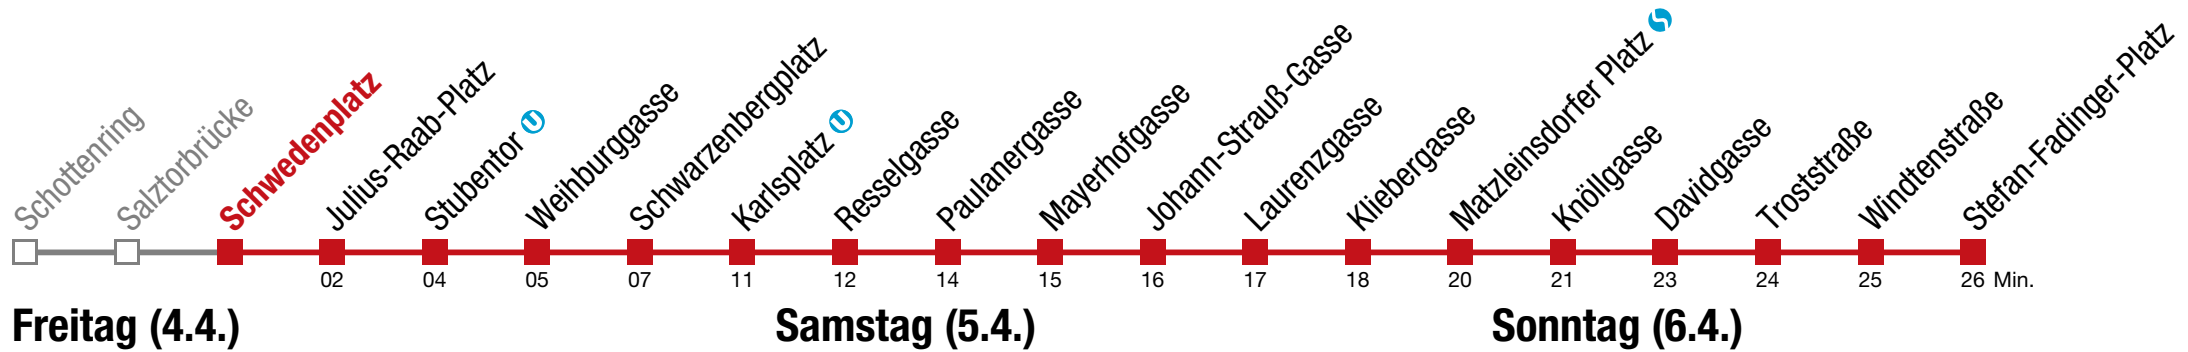 Schottenring
Salztorbrücke
Schwedenplatz
Julius-Raab-Platz
Stubentor
Weihburggasse
Schwarzenbergplatz
Karlsplatz
Resselgasse
Paulanergasse
Mayerhofgasse
Johann-Strauß-Gasse
Laurenzgasse
Kliebergasse
Matzleinsdorfer Platz
Knöllgasse
Davidgasse
Troststraße
Windtenstraße
Stefan-Fadinger-Platz
02 04 05 07 11 12 14 15 16 17 18 20 21 23 24 25 26 Min.
Freitag (4.4.) Samstag (5.4.) Sonntag (6.4.)